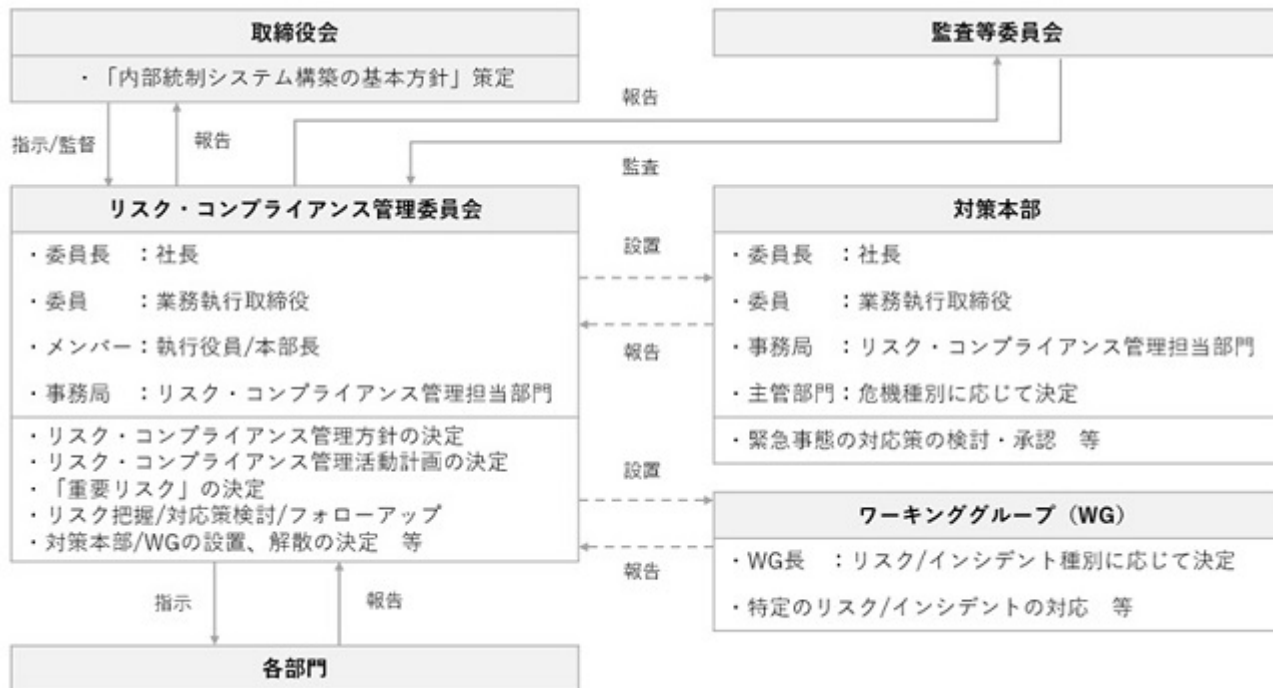 取締役会
・「内部統制システム構築の基本方針」策定
監査等委員会
報告
指示/監督
報告
監査
リスク・コンプライアンス管理委員会
・委員長　：社長
・委員　　：業務執行取締役
・メンバー：執行役員/本部長
・事務局　：リスク・コンプライアンス管理担当部門
・リスク・コンプライアンス管理方針の決定
・リスク・コンプライアンス管理活動計画の決定
・「重要リスク」の決定
・リスク把握/対応策検討/フォローアップ
・対策本部/WGの設置、解散の決定　等
設置
報告
対策本部
・委員長　：社長
・委員　　：業務執行取締役
・事務局　：リスク・コンプライアンス管理担当部門
・主管部門：危機種別に応じて決定
・緊急事態の対応策の検討・承認　等
設置
報告
ワーキンググループ（WG）
・WG長　：リスク/インシデント種別に応じて決定
・特定のリスク/インシデントの対応　等
指示
報告
各部門